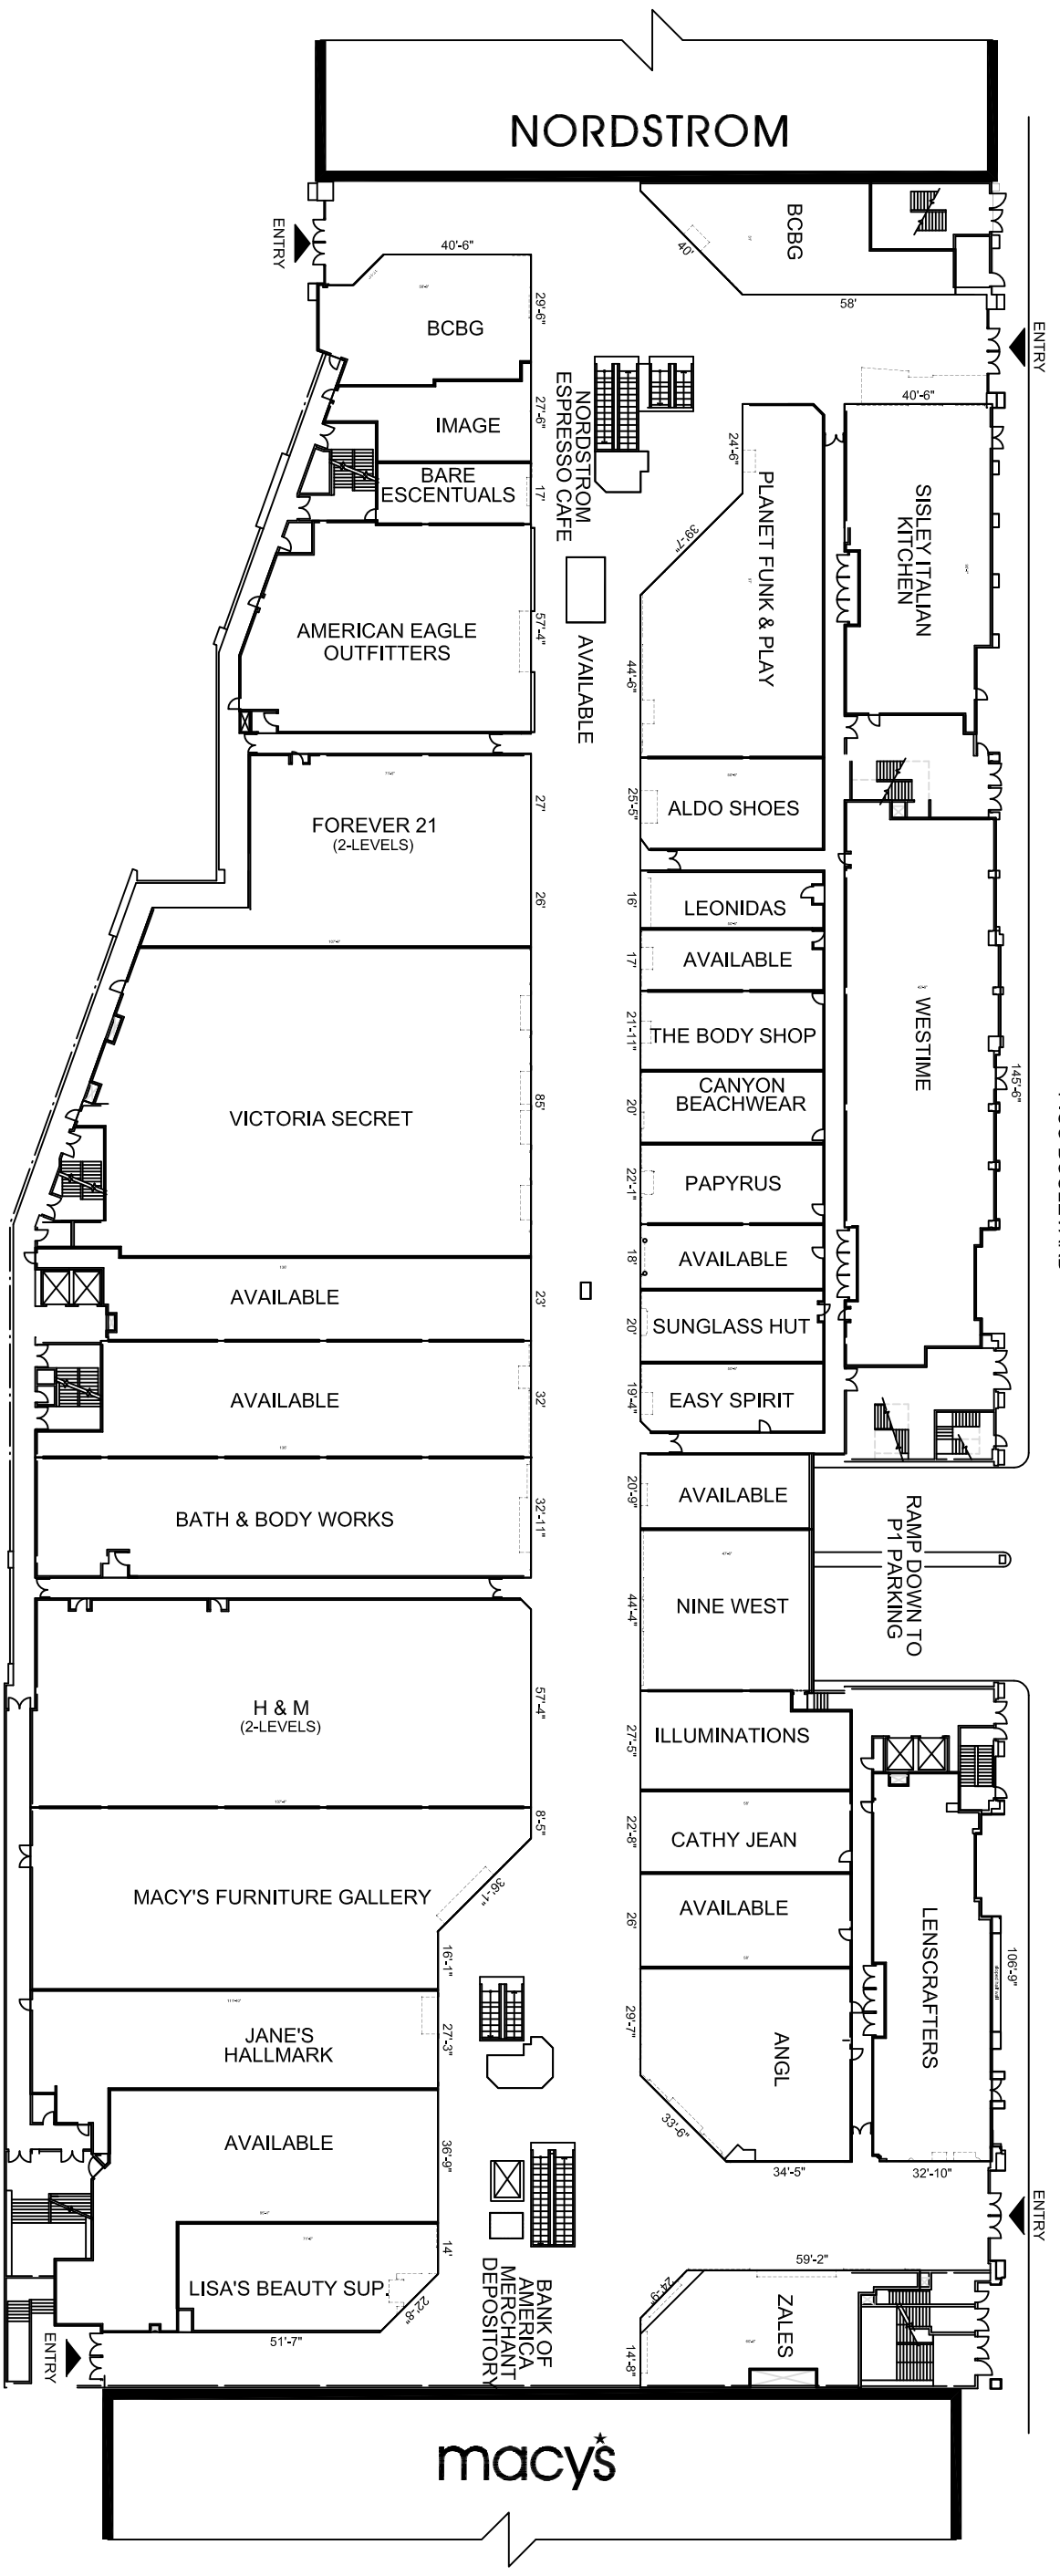 NORDSTROM
ENTRY
BCBG
40'
58'
ENTRY
40'-6"
BCBG
29'-6"
IMAGE
27'-6"
BARE
ESCENTUALS
17'
NORDSTROM
ESPRESSO CAFE
24'-6"
39'-7"
PLANET FUNK & PLAY
44'-6"
40'-6"
SISLEY ITALIAN
KITCHEN
AMERICAN EAGLE
OUTFITTERS
57'-4"
AVAILABLE
FOREVER 21
(2-LEVELS)
27'
26'
25'-5"
ALDO SHOES
16'
LEONIDAS
17'
AVAILABLE
21'-11"
THE BODY SHOP
WESTIME
145'-6"
20'
CANYON
BEACHWEAR
VICTORIA SECRET
85'
22'-1"
PAPYRUS
18'
AVAILABLE
AVAILABLE
23'
20'
SUNGLASS HUT
AVAILABLE
32'
19'-4"
EASY SPIRIT
BATH & BODY WORKS
32'-11"
20'-9"
AVAILABLE
RAMP DOWN TO
P1 PARKING
44'-4"
NINE WEST
H & M
(2-LEVELS)
57'-4"
27'-5"
ILLUMINATIONS
8'-5"
22'-8"
CATHY JEAN
MACY'S FURNITURE GALLERY
36'-1"
16'-1"
26'
AVAILABLE
LENSCRAFTERS
106'-9"
JANE'S
HALLMARK
27'-3"
29'-7"
ANGL
33'-6"
34'-5"
32'-10"
AVAILABLE
36'-9"
ENTRY
LISA'S BEAUTY SUP.
14'
22'-8"
51'-7"
BANK OF
AMERICA
MERCHANT
DEPOSITORY
59'-2"
24'-9"
14'-8"
ZALES
ENTRY
macy's